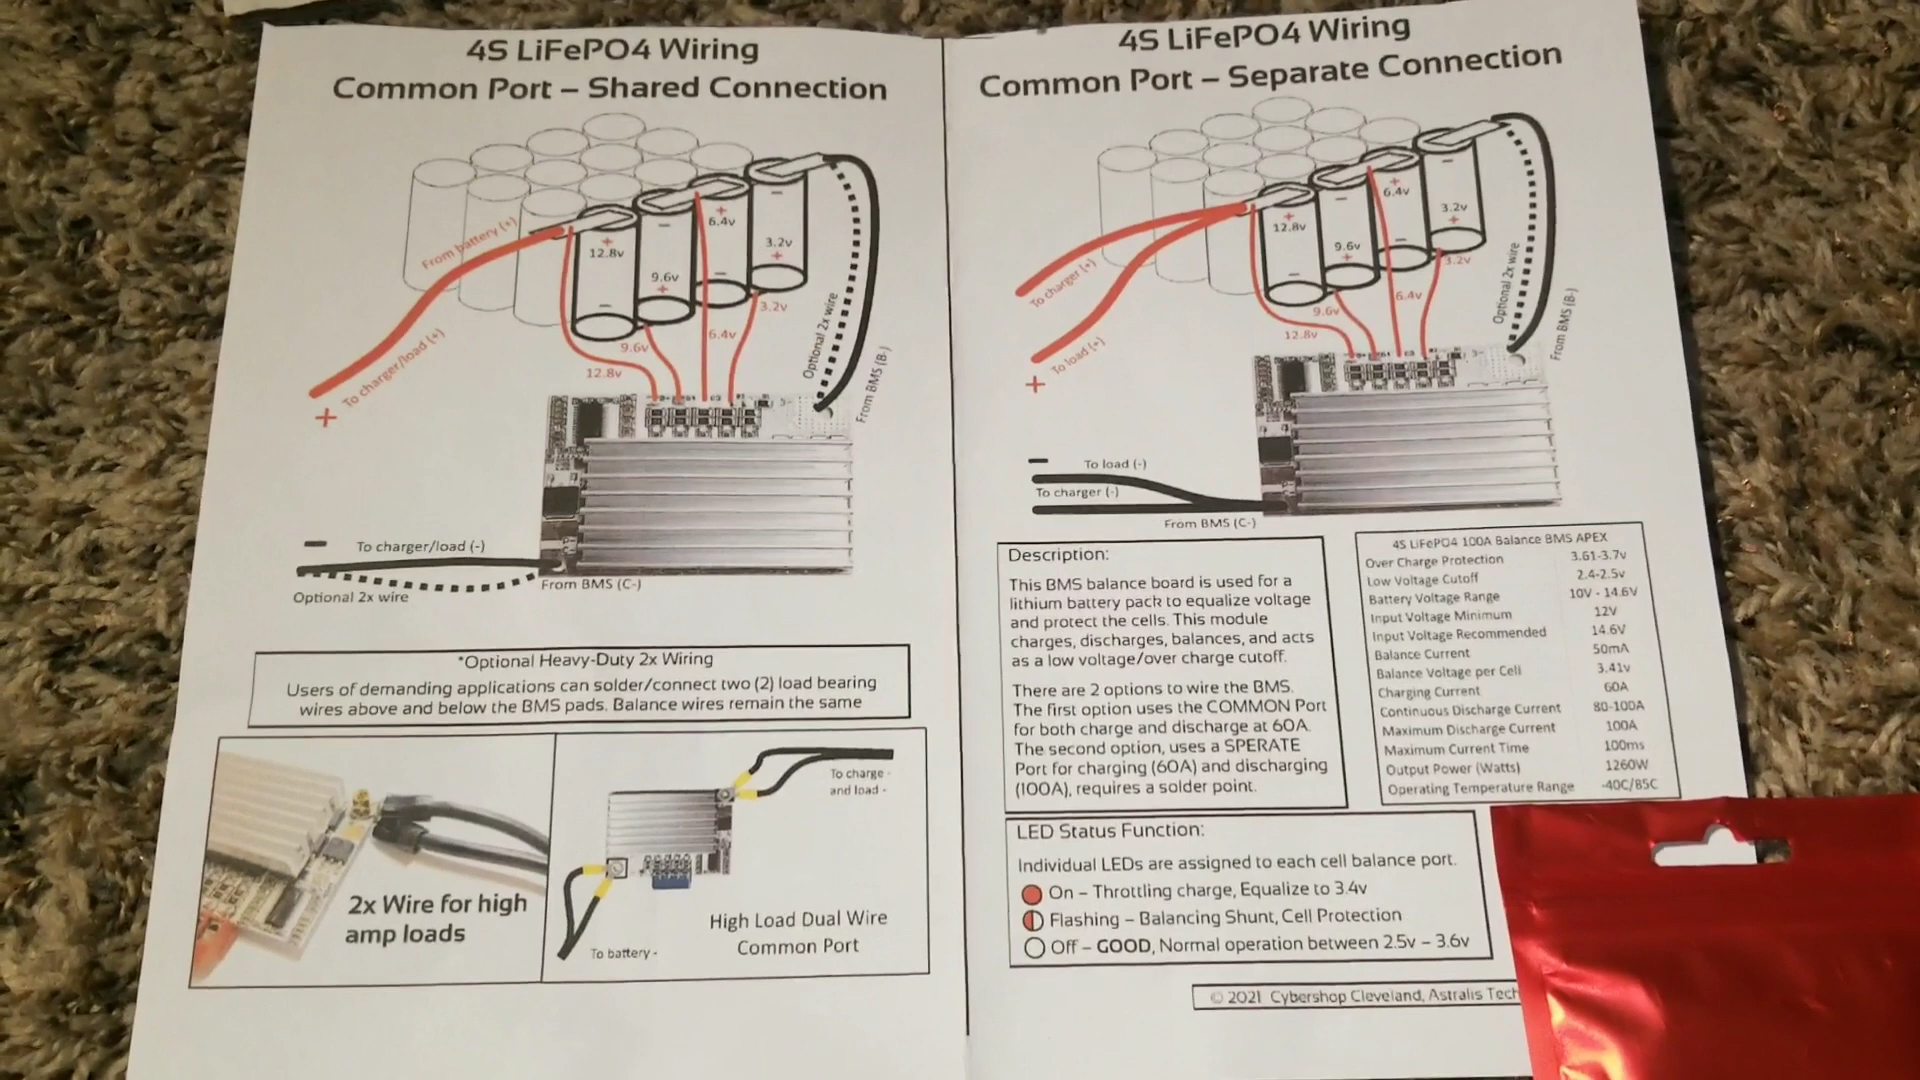 4S LiFePO4 Wiring
Common Port – Shared Connection
From battery (+)
To charger/load (+)
+
+
12.8v
–
–
9.6v
+
+
6.4v
–
–
3.2v
+
3.2v
6.4v
9.6v
12.8v
Optional 2x wire
From BMS (B-)
–
To charger/load (-)
From BMS (C-)
Optional 2x wire
*Optional Heavy-Duty 2x Wiring
Users of demanding applications can solder/connect two (2) load bearing
wires above and below the BMS pads. Balance wires remain the same
2x Wire for high
amp loads
To charge -
and load -
High Load Dual Wire
Common Port
To battery -
4S LiFePO4 Wiring
Common Port – Separate Connection
To charger (+)
To load (+)
+
+
12.8v
–
–
9.6v
+
+
6.4v
–
–
3.2v
+
3.2v
6.4v
9.6v
12.8v
Optional 2x wire
From BMS (B-)
–
To load (-)
To charger (-)
From BMS (C-)
Description:
This BMS balance board is used for a
lithium battery pack to equalize voltage
and protect the cells. This module
charges, discharges, balances, and acts
as a low voltage/over charge cutoff.
There are 2 options to wire the BMS.
The first option uses the COMMON Port
for both charge and discharge at 60A.
The second option, uses a SPERATE
Port for charging (60A) and discharging
(100A), requires a solder point.
4S LiFePO4 100A Balance BMS APEX
Over Charge Protection 3.61-3.7v
Low Voltage Cutoff 2.4-2.5v
Battery Voltage Range 10V - 14.6V
Input Voltage Minimum 12V
Input Voltage Recommended 14.6V
Balance Current 50mA
Balance Voltage per Cell 3.41v
Charging Current 60A
Continuous Discharge Current 80-100A
Maximum Discharge Current 100A
Maximum Current Time 100ms
Output Power (Watts) 1260W
Operating Temperature Range -40C/85C
LED Status Function:
Individual LEDs are assigned to each cell balance port.
On – Throttling charge, Equalize to 3.4v
Flashing – Balancing Shunt, Cell Protection
Off – GOOD, Normal operation between 2.5v – 3.6v
© 2021 Cybershop Cleveland, Astralis Tech